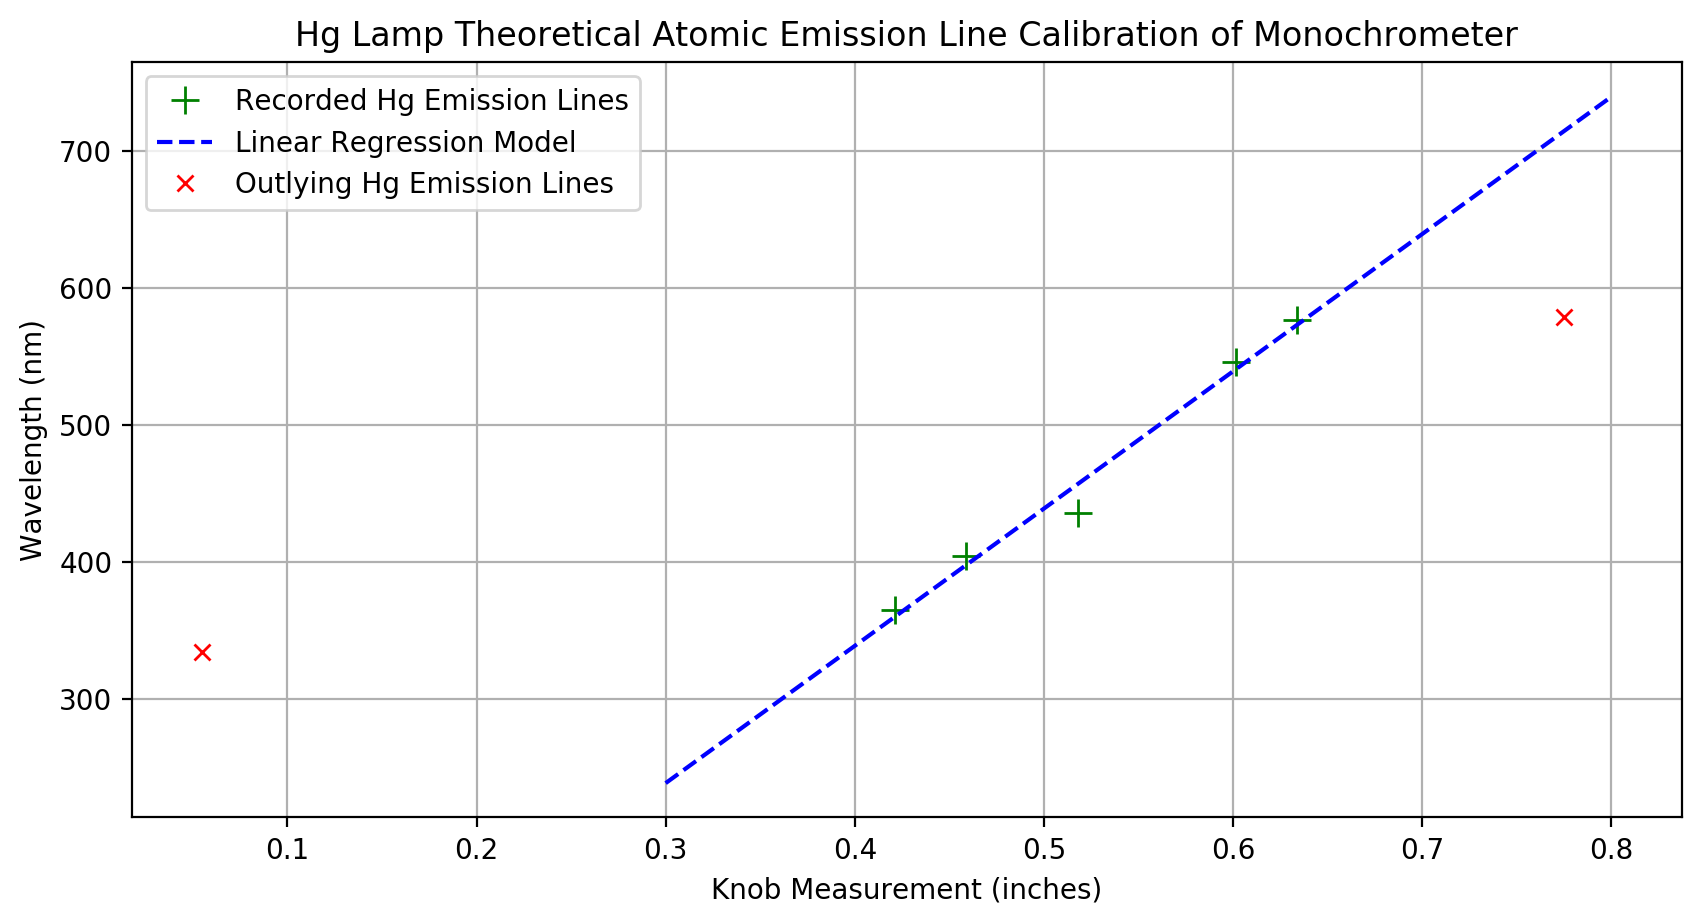 Hg Lamp Theoretical Atomic Emission Line Calibration of Monochrometer
Recorded Hg Emission Lines
Linear Regression Model
Outlying Hg Emission Lines
Wavelength (nm)
700
600
500
400
300
0.1 0.2 0.3 0.4 0.5 0.6 0.7 0.8
Knob Measurement (inches)